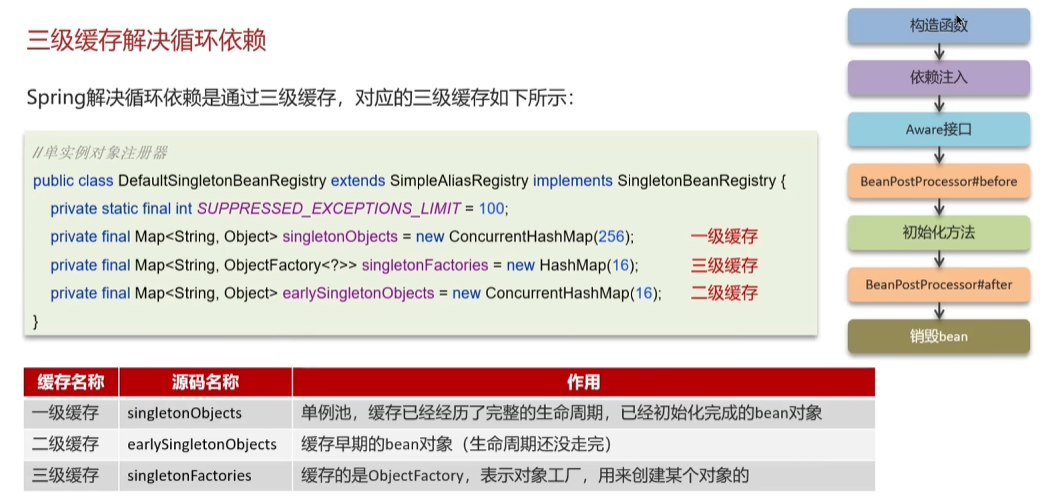 三级缓存解决循环依赖
Spring解决循环依赖是通过三级缓存，对应的三级缓存如下所示：
//单实例对象注册器
public class DefaultSingletonBeanRegistry extends SimpleAliasRegistry implements SingletonBeanRegistry {
private static final int SUPPRESSED_EXCEPTIONS_LIMIT = 100;
private final Map<String, Object> singletonObjects = new ConcurrentHashMap(256); 一级缓存
private final Map<String, ObjectFactory<?>> singletonFactories = new HashMap(16); 三级缓存
private final Map<String, Object> earlySingletonObjects = new ConcurrentHashMap(16); 二级缓存
}
缓存名称 源码名称 作用
一级缓存 singletonObjects 单例池，缓存已经经历了完整的生命周期，已经初始化完成的bean对象
二级缓存 earlySingletonObjects 缓存早期的bean对象（生命周期还没走完）
三级缓存 singletonFactories 缓存的是ObjectFactory，表示对象工厂，用来创建某个对象的
构造函数
依赖注入
Aware接口
BeanPostProcessor#before
初始化方法
BeanPostProcessor#after
销毁bean